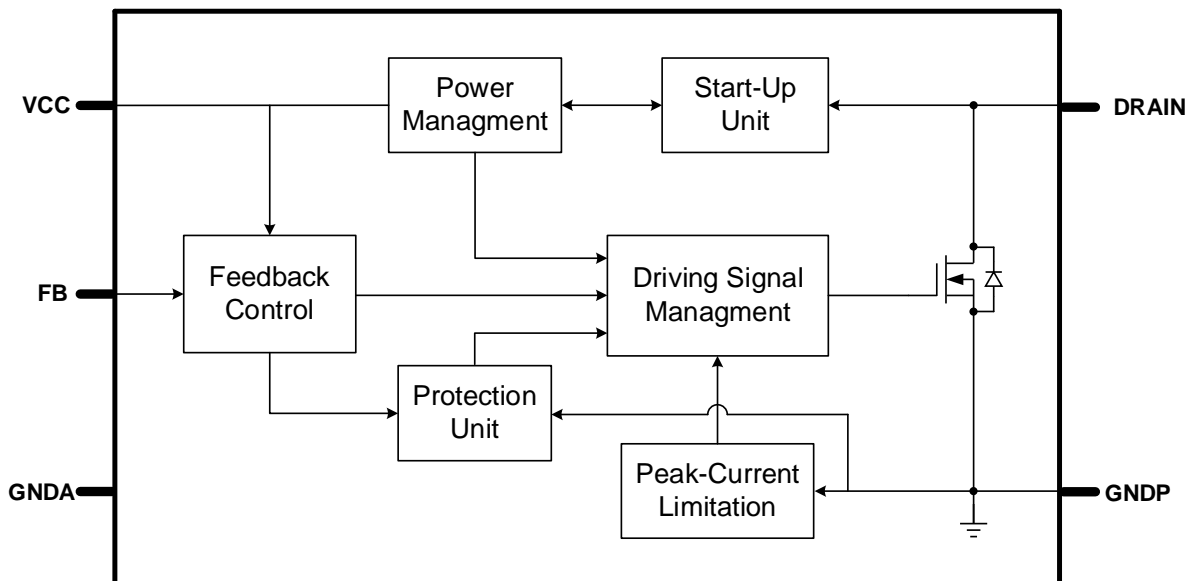 Power
Managment
Start-Up
Unit
VCC
DRAIN
Feedback
Control
Driving Signal
Managment
FB
Protection
Unit
Peak-Current
Limitation
GNDA
GNDP